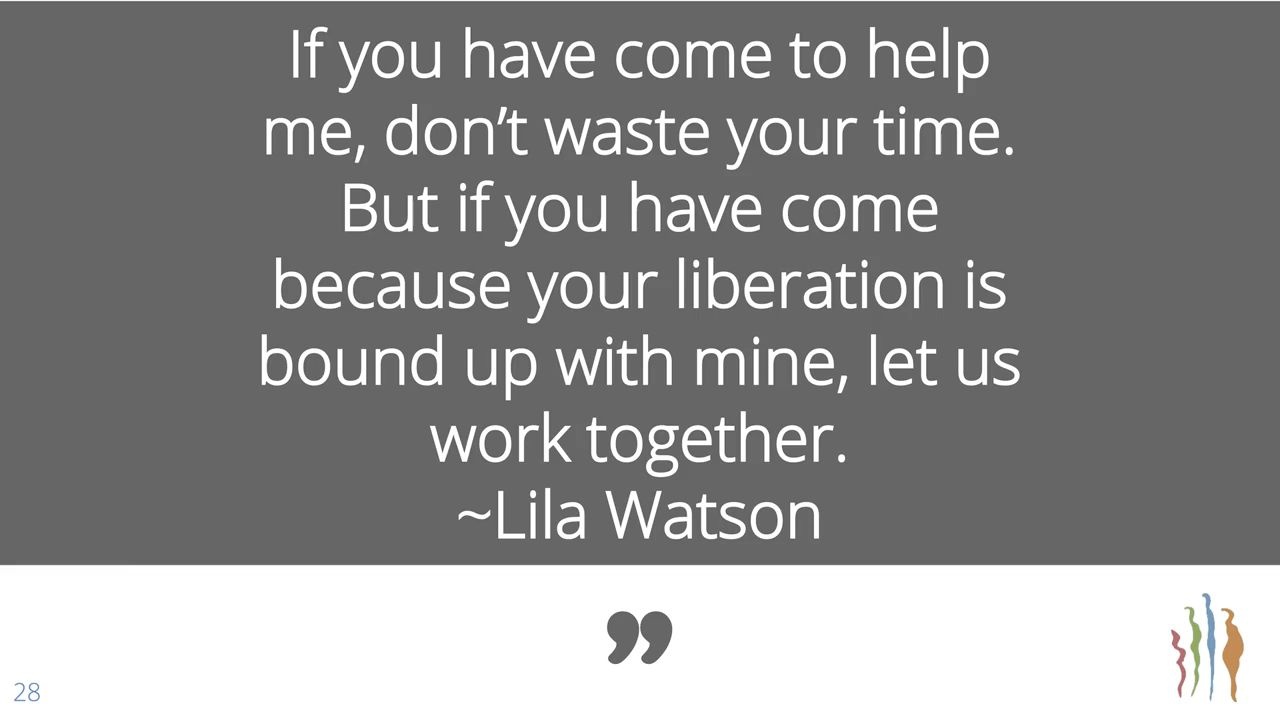 If you have come to help
me, don’t waste your time.
But if you have come
because your liberation is
bound up with mine, let us
work together.
~Lila Watson
”
28